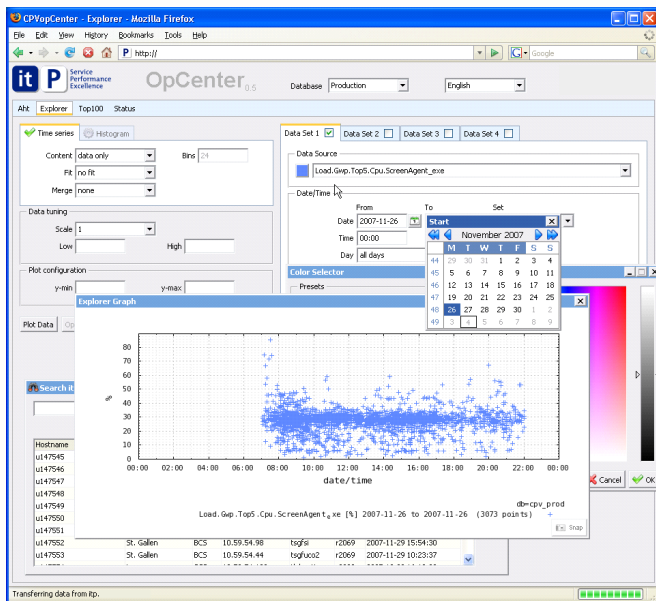 CPVopCenter - Explorer - Mozilla Firefox
File Edit View History Bookmarks Tools Help
P http:// G Google
it P Service Performance Excellence OpCenter 0.5 Database Production English
Aht Explorer Top100 Status
Time series Histogram
Content data only Bins 24
Fit no fit
Merge none
Data tuning
Scale 1
Low High
Plot configuration
y-min y-max
Plot Data Op
Data Set 1 Data Set 2 Data Set 3 Data Set 4
Data Source
Load.Gwp.Top5.Cpu.ScreenAgent_exe
Date/Time
From To Set
Date 2007-11-26
Time 00:00
Day all days
Start x
November 2007
M T W T F S S
44 29 30 31 1 2 3 4
45 5 6 7 8 9 10 11
46 12 13 14 15 16 17 18
47 19 20 21 22 23 24 25
48 26 27 28 29 30 1 2
49 3 4 5 6 7 8 9
Color Selector
Presets
Cancel OK
Explorer Graph
80
70
60
50
%
40
30
20
10
0
00:00 02:00 04:00 06:00 08:00 10:00 12:00 14:00 16:00 18:00 20:00 22:00 00:00
date/time
db=cpv_prod
Load.Gwp.Top5.Cpu.ScreenAgent_exe [%] 2007-11-26 to 2007-11-26 (3073 points) +
Snap
Search it
Hostname
u147545
u147546
u147547
u147548
u147549
u147550
u147551
u147552 St. Gallen BCS 10.59.54.98 tsgfsi r2069 2007-11-29 15:54:30
u147553 St. Gallen BCS 10.59.54.44 tsgfuco2 r2069 2007-11-29 10:23:37
Transferring data from itp.